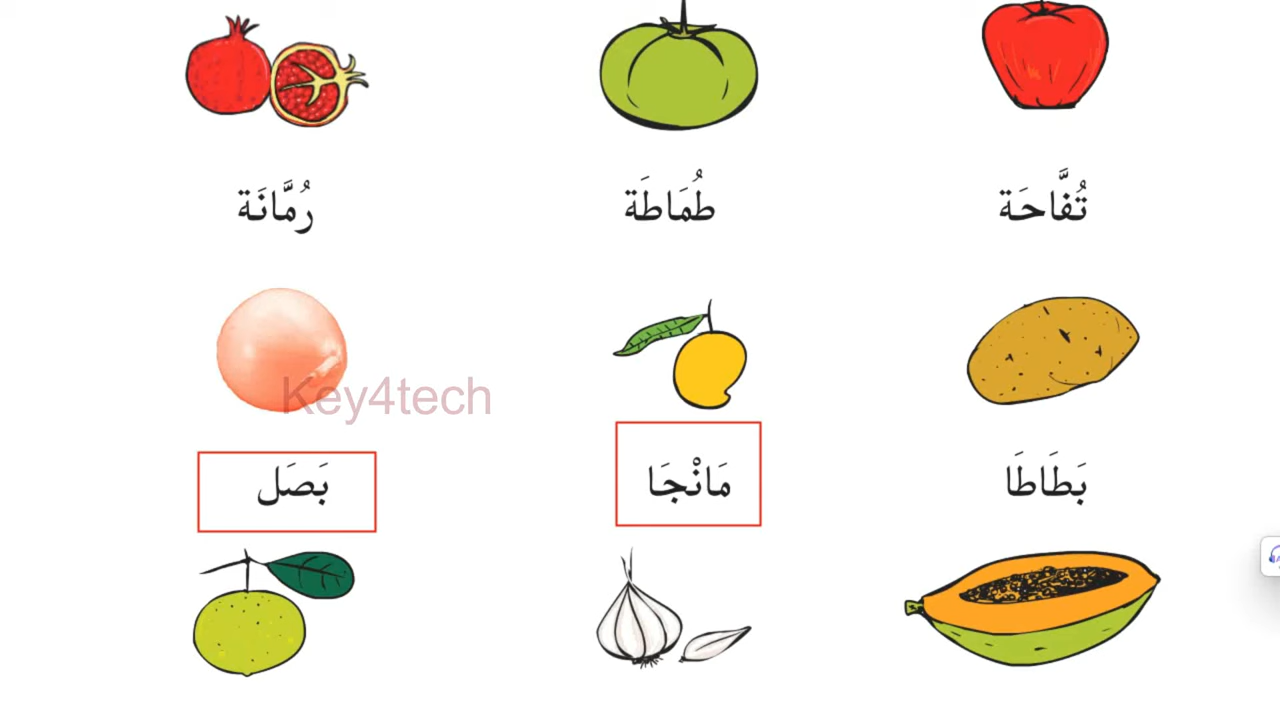 تُفَّاحَة
طُمَاطَة
رُمَّانَة
بَطَاطَا
مَانْجَا
بَصَل
Key4tech